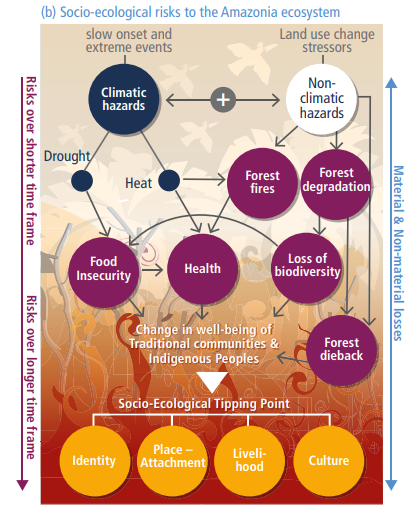 (b) Socio-ecological risks to the Amazonia ecosystem
slow onset and
extreme events
Land use change
stressors
Climatic
hazards
+
Non-
climatic
hazards
Risks over shorter time frame
Drought
Heat
Forest
fires
Forest
degradation
Material & Non-material losses
Food
Insecurity
Health
Loss of
biodiversity
Risks over longer time frame
Change in well-being of
Traditional communities &
Indigenous Peoples
Forest
dieback
Socio-Ecological Tipping Point
Identity
Place –
Attachment
Liveli-
hood
Culture